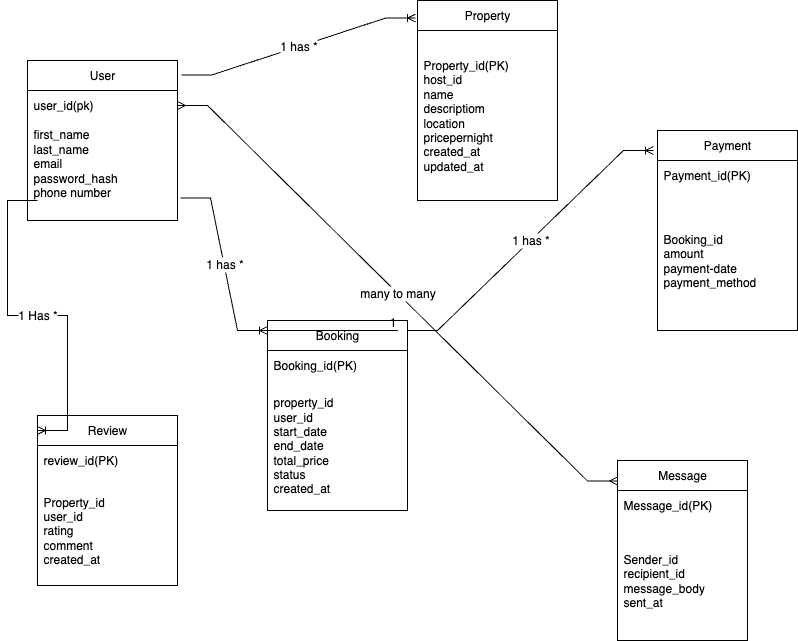 Property
Property_id(PK)
host_id
name
descriptiom
location
pricepernight
created_at
updated_at
1 has *
User
user_id(pk)
first_name
last_name
email
password_hash
phone number
Payment
Payment_id(PK)
Booking_id
amount
payment-date
payment_method
1 has *
1 has *
many to many
1 Has *
1
Booking
Booking_id(PK)
property_id
user_id
start_date
end_date
total_price
status
created_at
Review
review_id(PK)
Property_id
user_id
rating
comment
created_at
Message
Message_id(PK)
Sender_id
recipient_id
message_body
sent_at